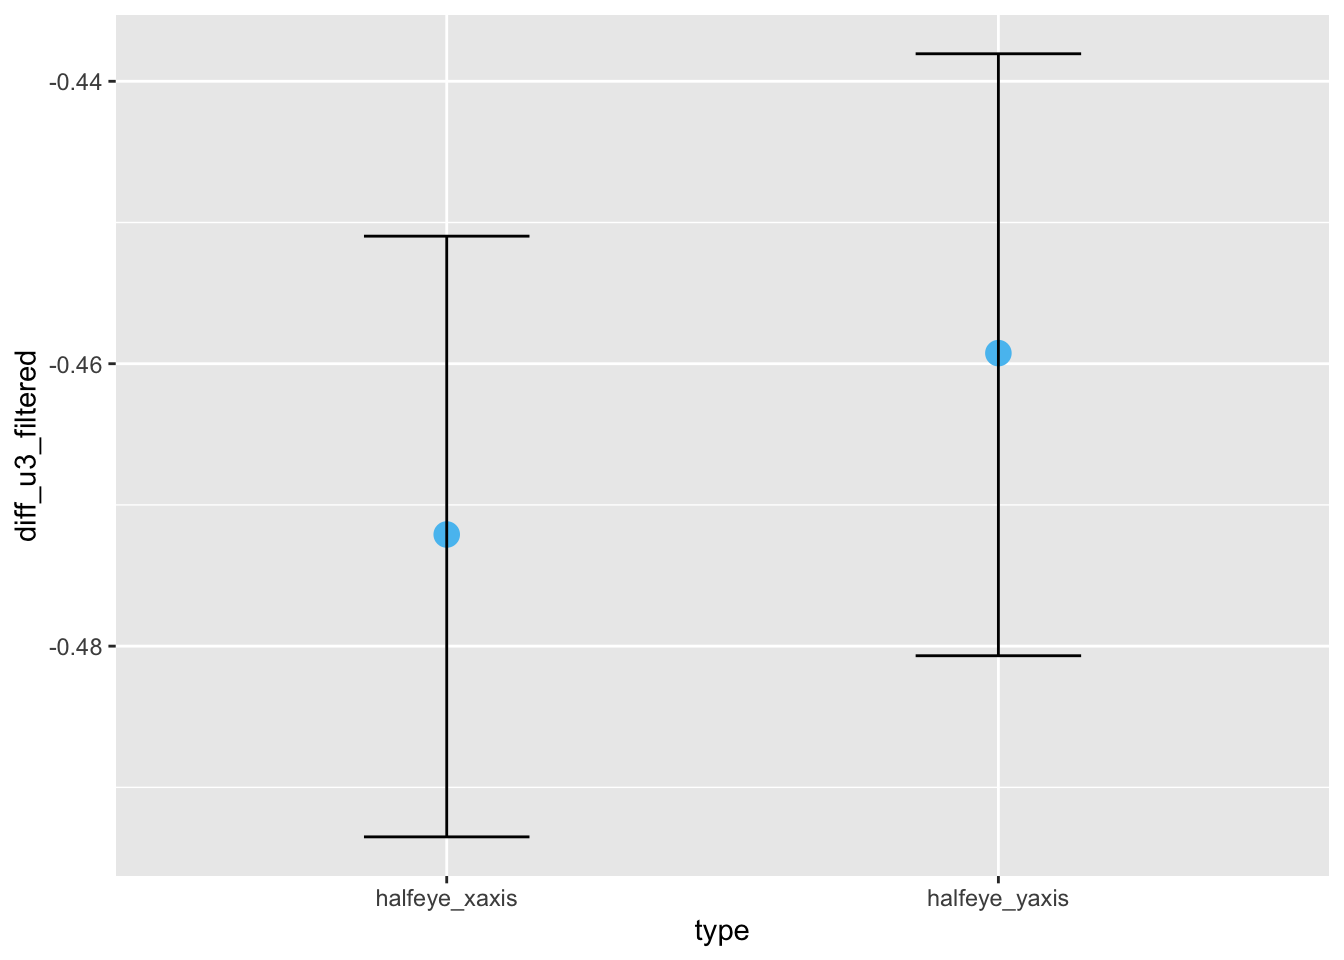 diff_u3_filtered
-0.44
-0.46
-0.48
halfeye_xaxis
halfeye_yaxis
type